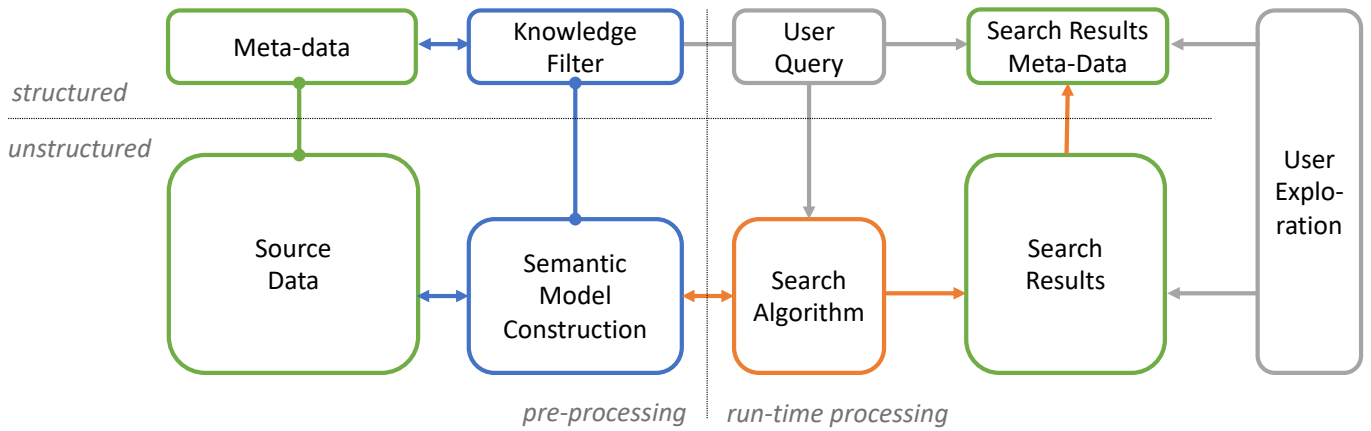 Meta-data
Knowledge
Filter
User
Query
Search Results
Meta-Data
structured
unstructured
Source
Data
Semantic
Model
Construction
Search
Algorithm
Search
Results
User
Explo-
ration
pre-processing
run-time processing